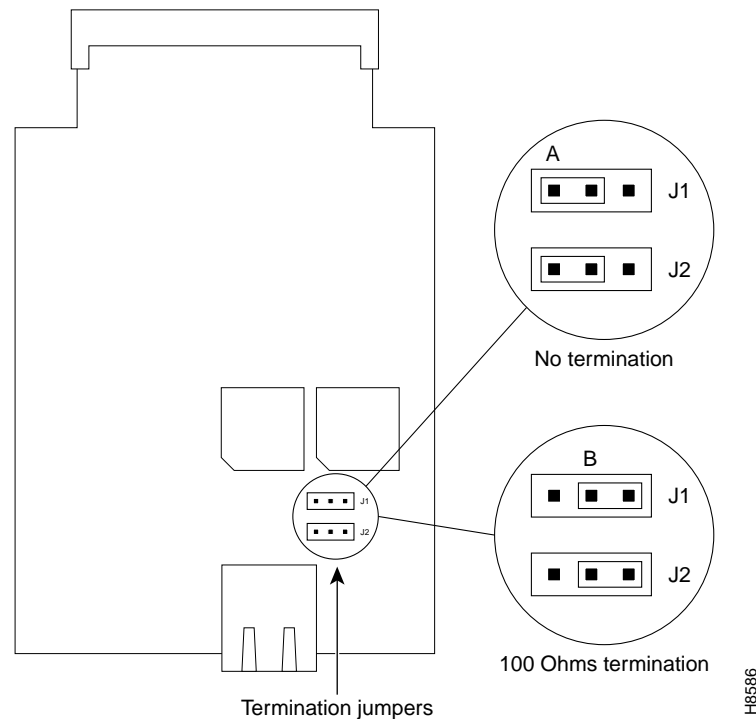 A
J1
J2
No termination
B
J1
J2
100 Ohms termination
J1
J2
Termination jumpers
H8586